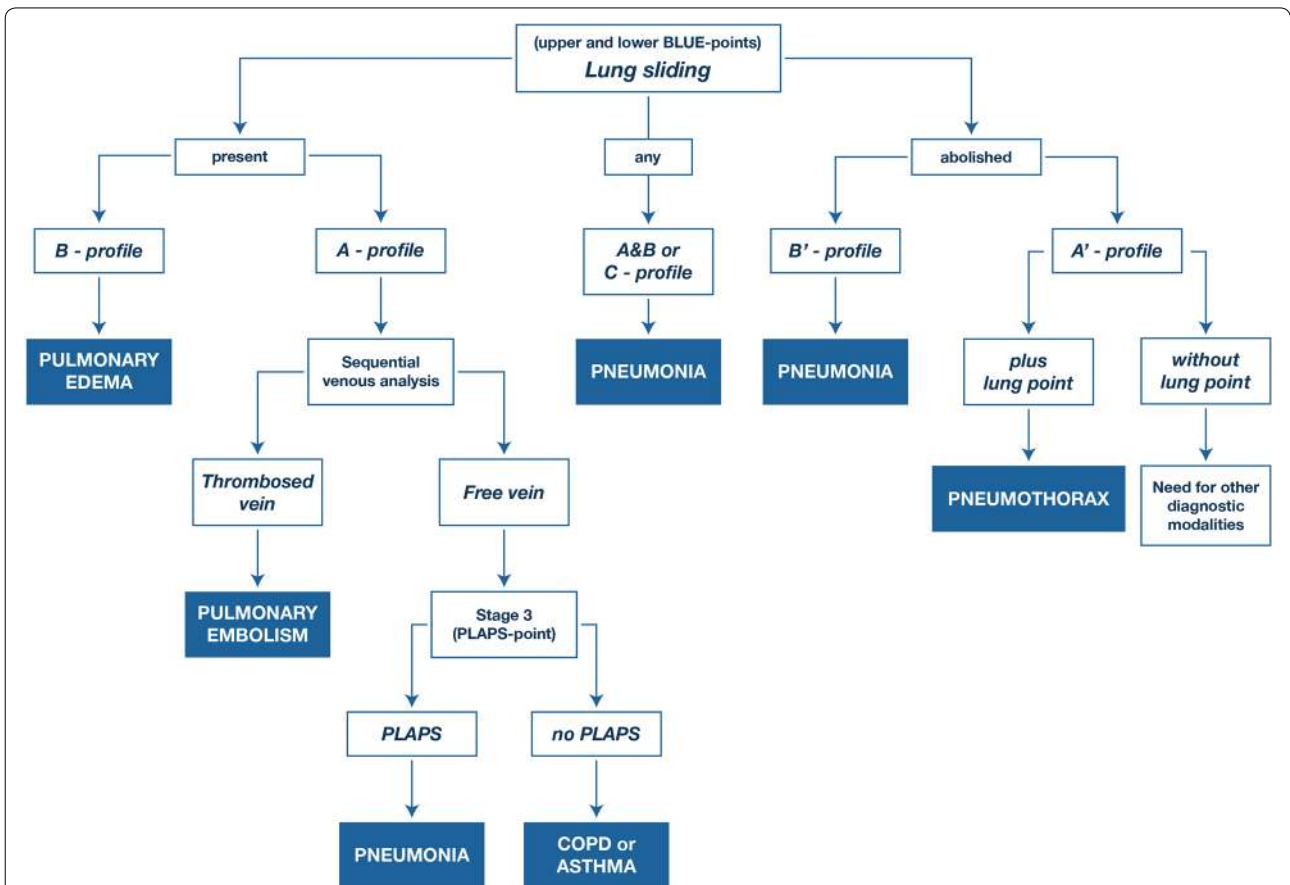 (upper and lower BLUE-points)
Lung sliding
present
any
abolished
B - profile
A - profile
A&B or
C - profile
B' - profile
A' - profile
PULMONARY
EDEMA
Sequential
venous analysis
PNEUMONIA
PNEUMONIA
plus
lung point
without
lung point
Thrombosed
vein
Free vein
PNEUMOTHORAX
Need for other
diagnostic
modalities
PULMONARY
EMBOLISM
Stage 3
(PLAPS-point)
PLAPS
no PLAPS
PNEUMONIA
COPD or
ASTHMA